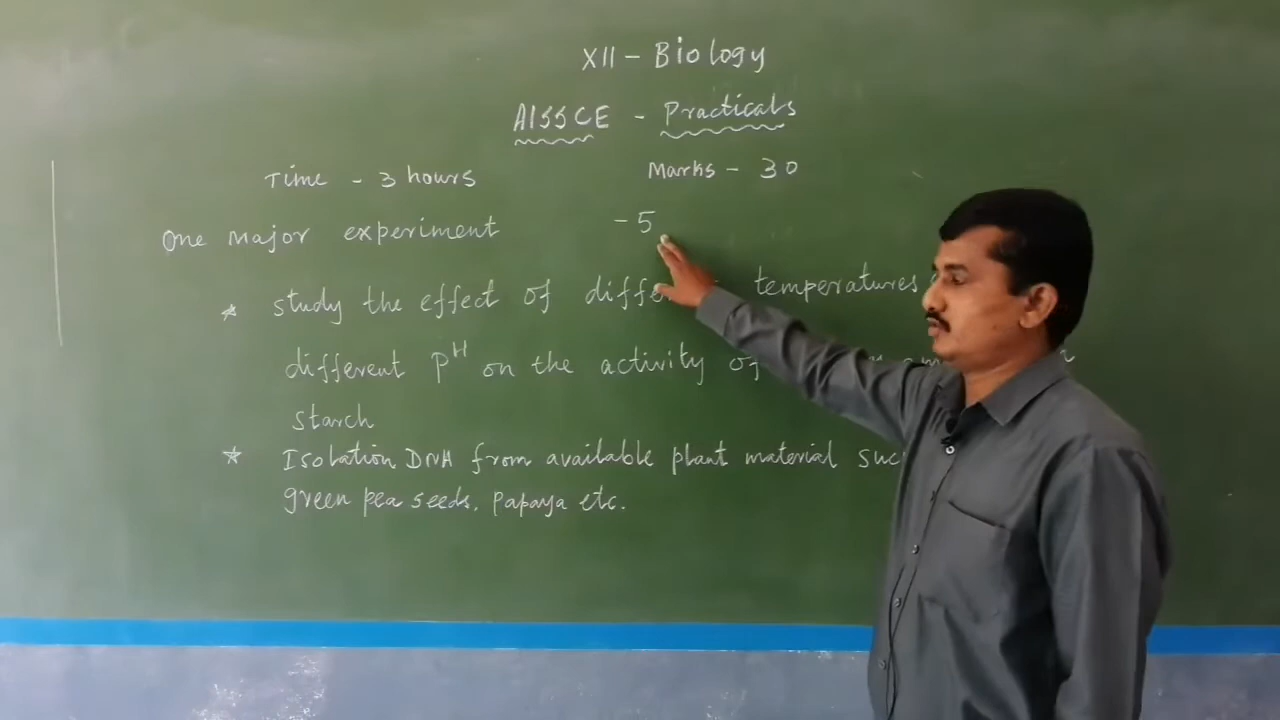 XII - Biology
AISSCE - Practicals
Time - 3 hours Marks - 30
One Major experiment - 5
* study the effect of temperatures
different pH on the activity of
starch
* Isolation DNA from available plant material
green pea seeds, Papaya etc.